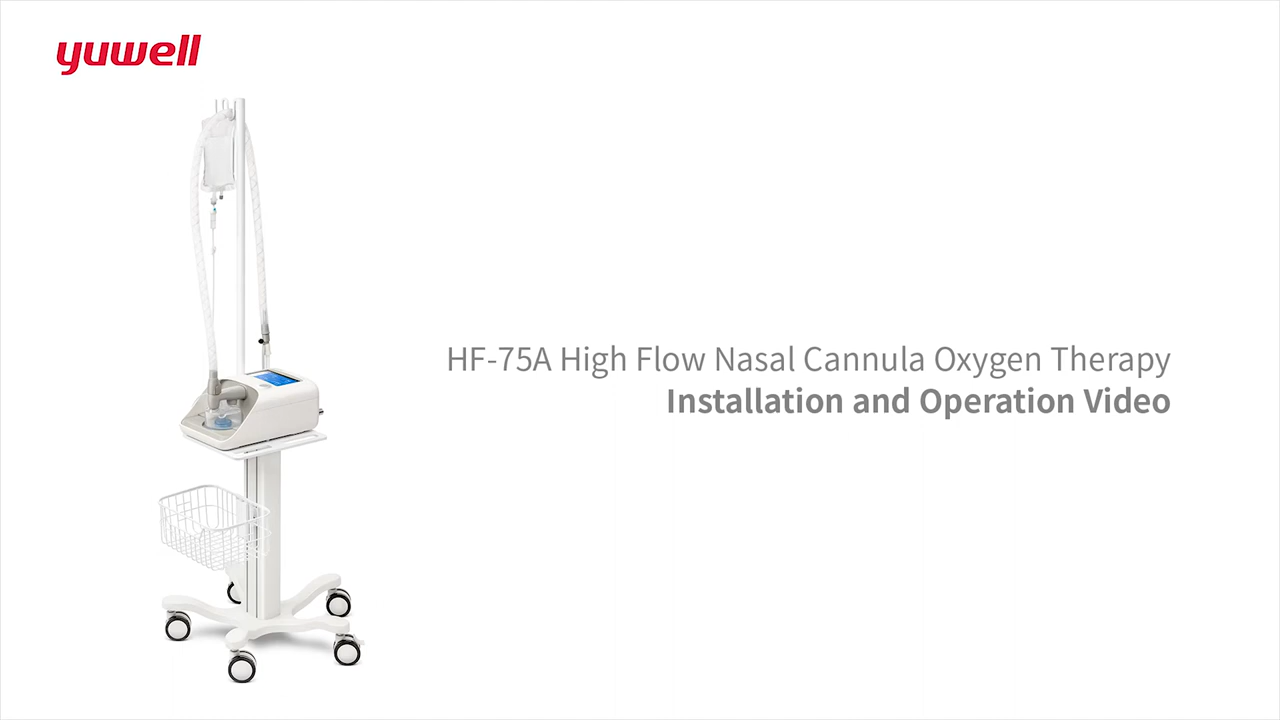 yuwell
HF-75A High Flow Nasal Cannula Oxygen Therapy
Installation and Operation Video